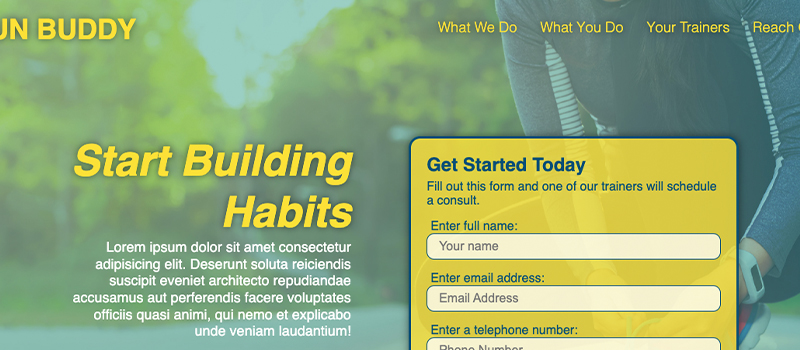 UN BUDDY
What We Do
What You Do
Your Trainers
Reach
Start Building
Habits
Lorem ipsum dolor sit amet consectetur
adipisicing elit. Deserunt soluta reiciendis
suscipit eveniet architecto repudiandae
accusamus aut perferendis facere voluptates
officiis quasi animi, qui nemo et explicabo
unde veniam laudantium!
Get Started Today
Fill out this form and one of our trainers will schedule
a consult.
Enter full name:
Your name
Enter email address:
Email Address
Enter a telephone number:
Phone Number